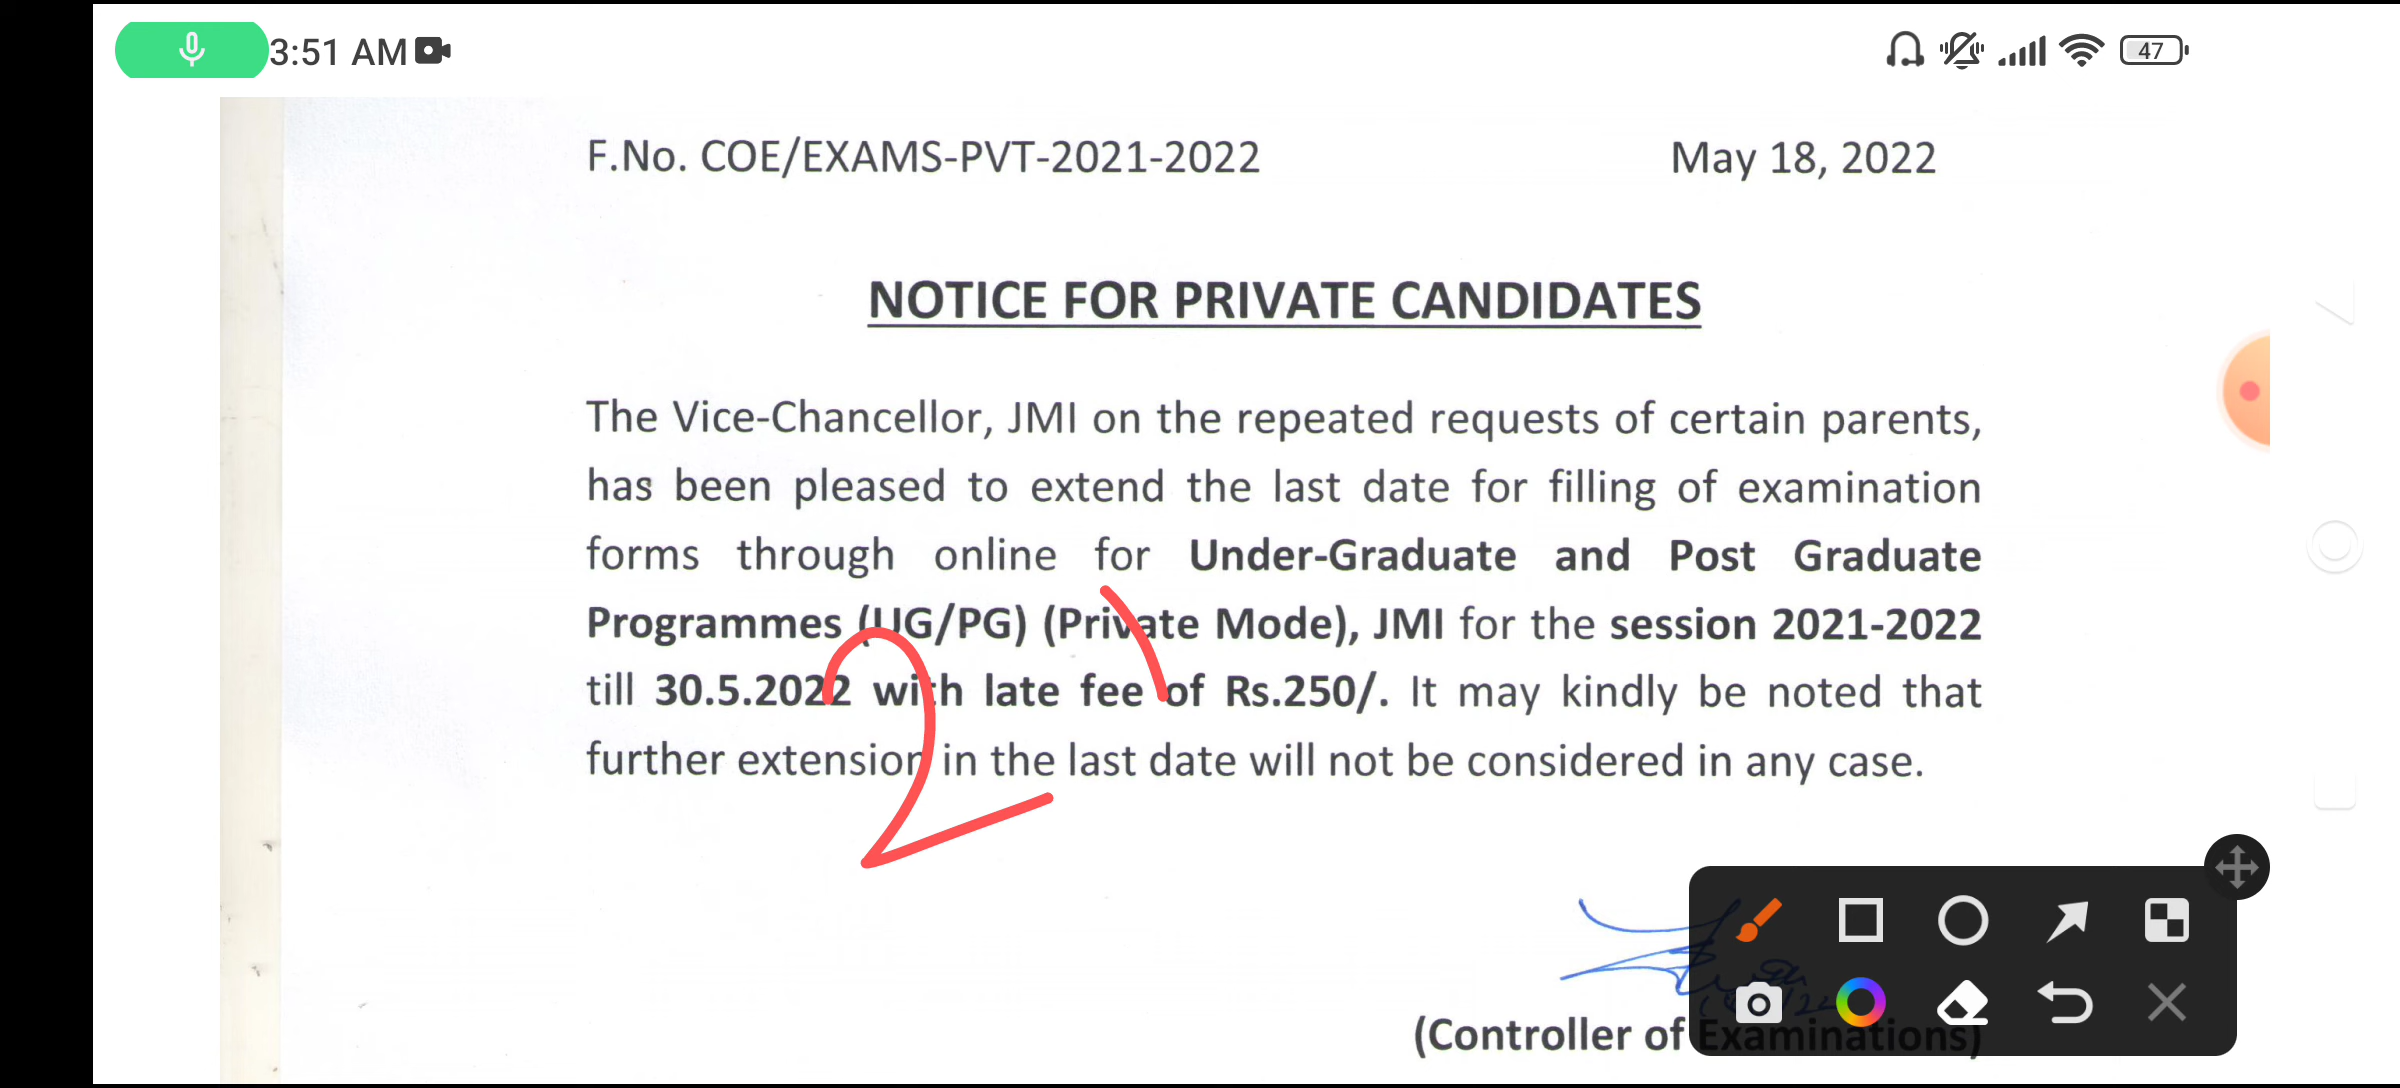 3:51 AM
47
F.No. COE/EXAMS-PVT-2021-2022 May 18, 2022
NOTICE FOR PRIVATE CANDIDATES
The Vice-Chancellor, JMI on the repeated requests of certain parents,
has been pleased to extend the last date for filling of examination
forms through online for Under-Graduate and Post Graduate
Programmes (UG/PG) (Private Mode), JMI for the session 2021-2022
till 30.5.2022 with late fee of Rs.250/. It may kindly be noted that
further extension in the last date will not be considered in any case.
2)
(Controller of Examinations)